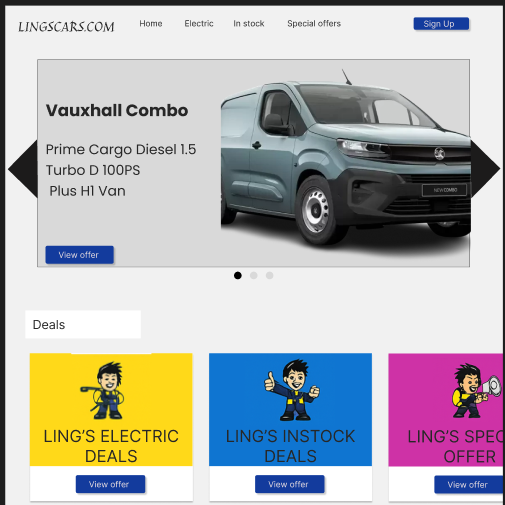 LINGSCARS.COM Home Electric In stock Special offers Sign Up
Vauxhall Combo
Prime Cargo Diesel 1.5
Turbo D 100PS
Plus H1 Van
NEW COMBO
View offer
Deals
LING'S ELECTRIC
DEALS
View offer
LING'S INSTOCK
DEALS
View offer
LING'S SPEC
OFFER
View offer